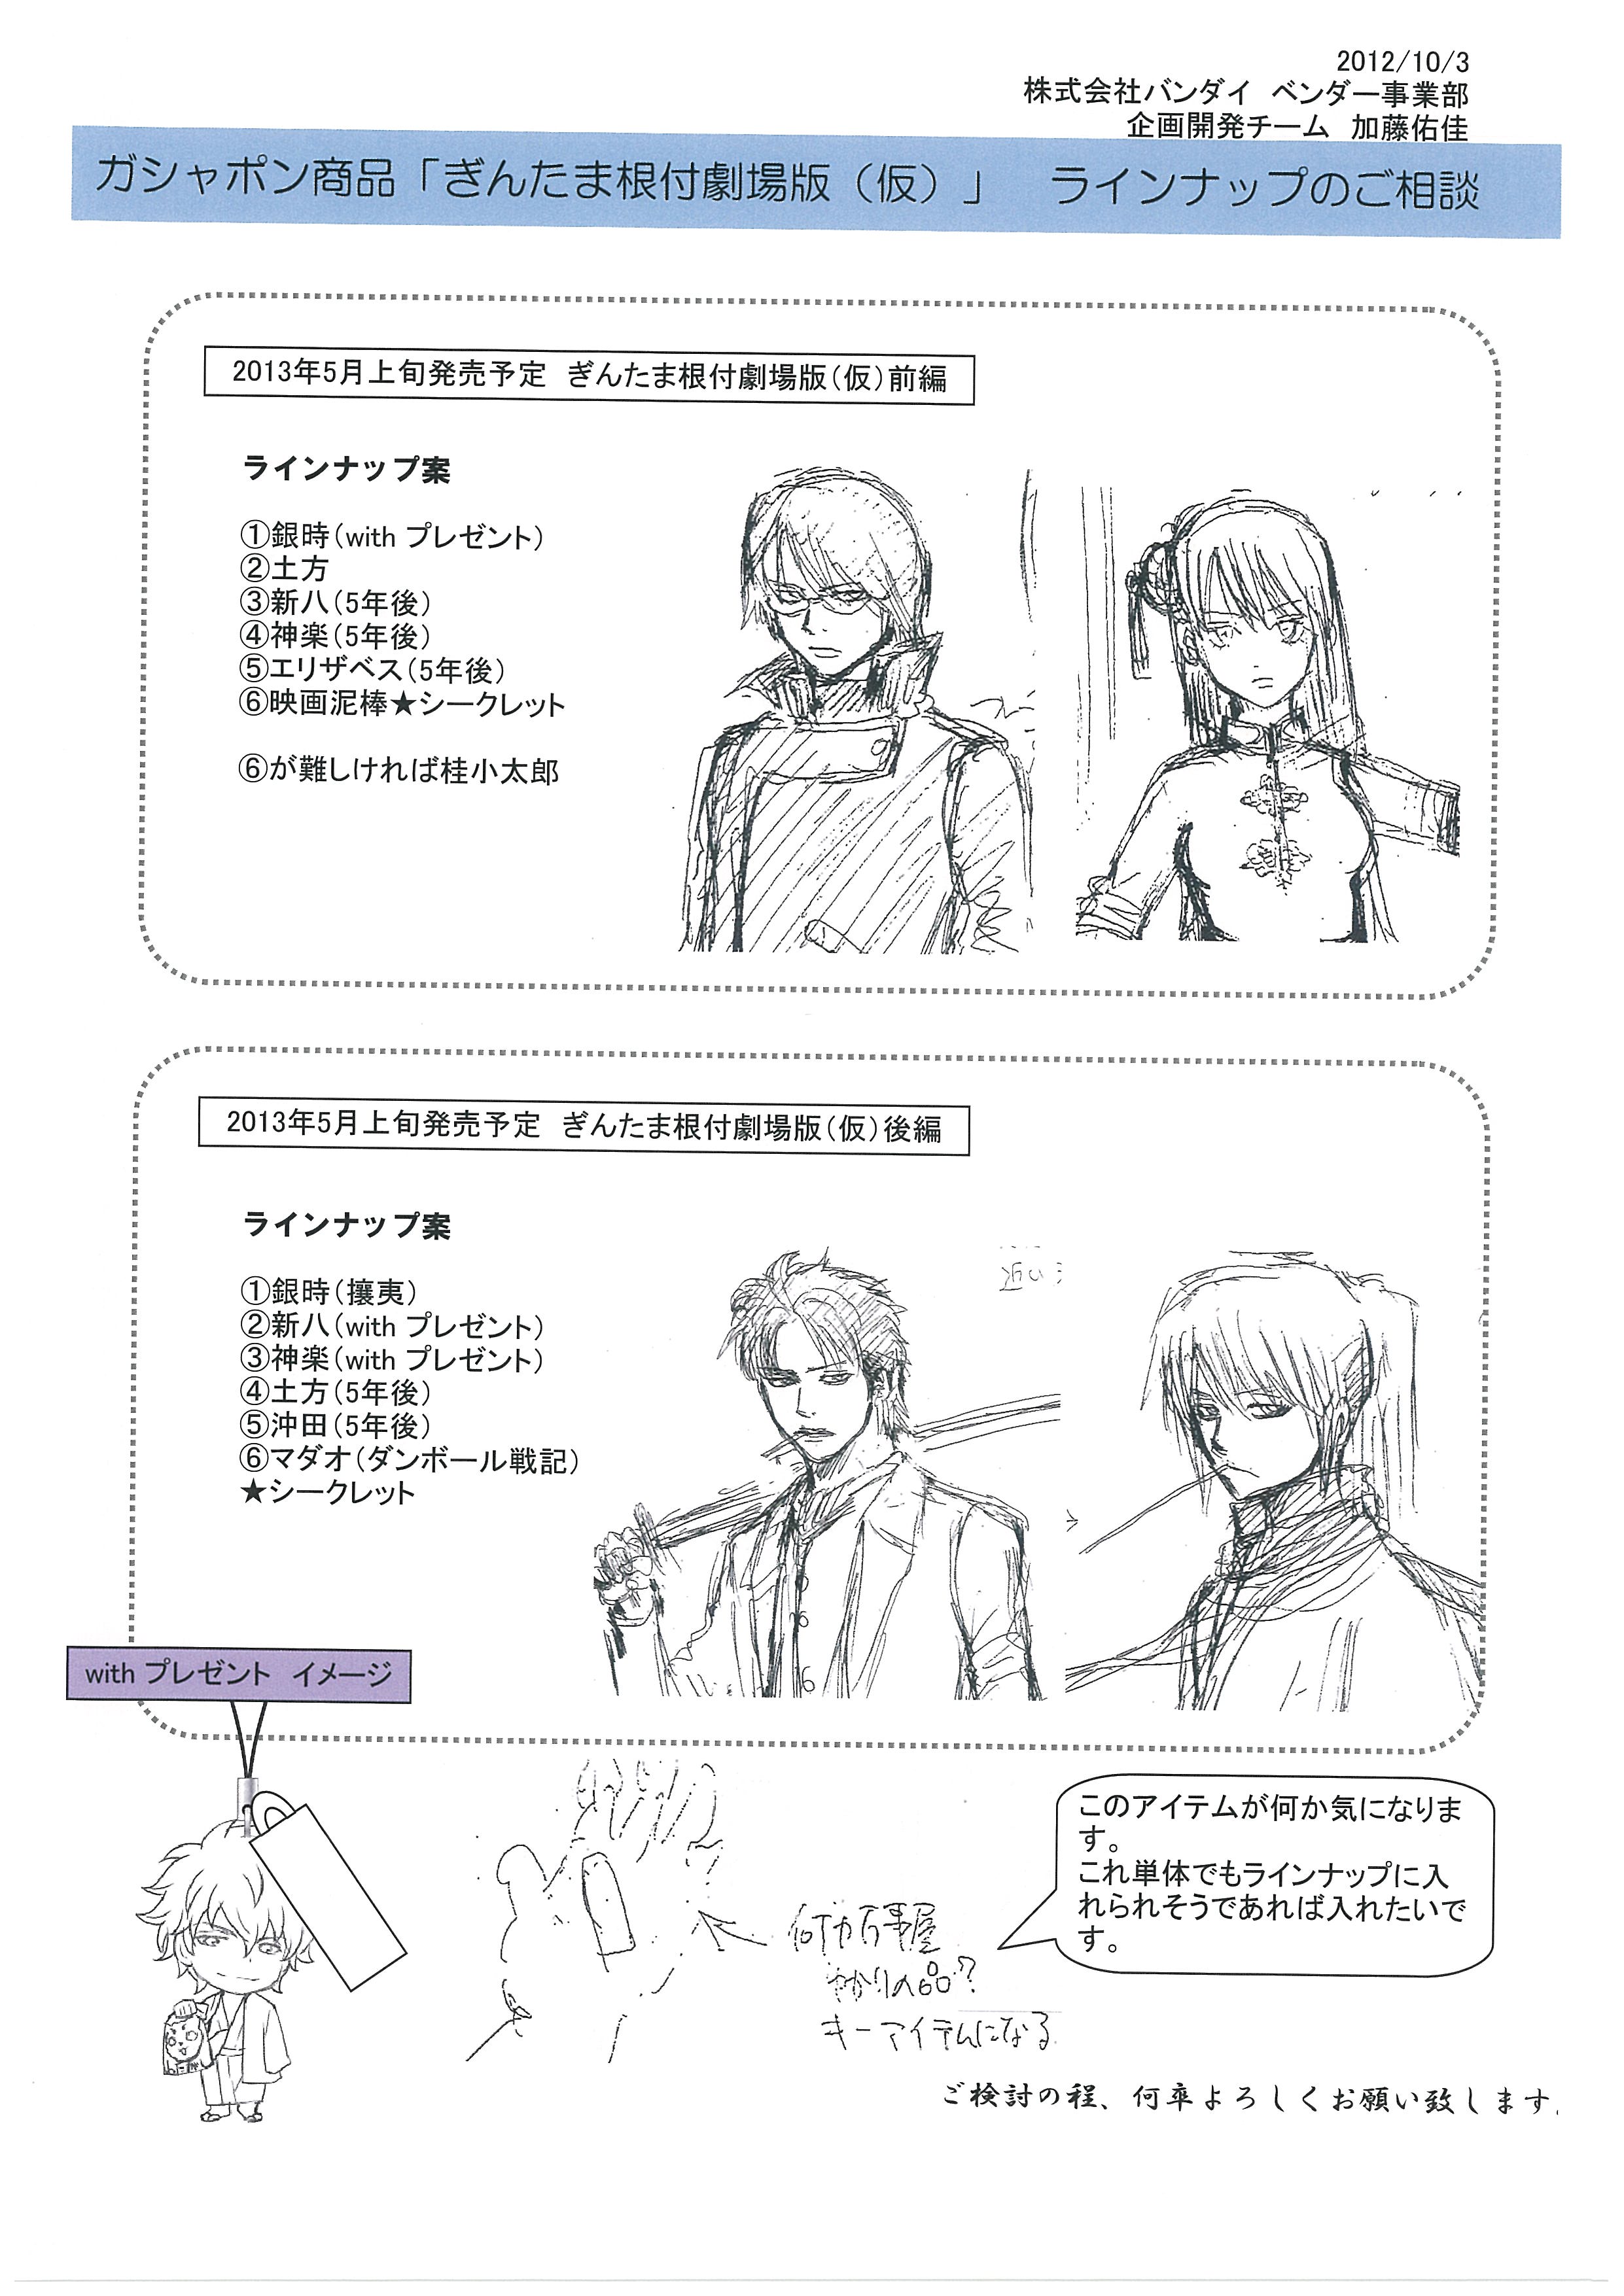 2012/10/3
株式会社バンダイ ベンダー事業部
企画開発チーム 加藤佑佳
ガシャポン商品「ぎんたま根付劇場版（仮）」 ラインナップのご相談
2013年5月上旬発売予定 ぎんたま根付劇場版（仮）前編
ラインナップ案
①銀時（with プレゼント）
②土方
③新八（5年後）
④神楽（5年後）
⑤エリザベス（5年後）
⑥映画泥棒★シークレット
⑥が難しければ桂小太郎
2013年5月上旬発売予定 ぎんたま根付劇場版（仮）後編
ラインナップ案
①銀時（攘夷）
②新八（with プレゼント）
③神楽（with プレゼント）
④土方（5年後）
⑤沖田（5年後）
⑥マダオ（ダンボール戦記）
★シークレット
with プレゼント イメージ
このアイテムが何か気になりま
す。
これ単体でもラインナップに入
れられそうであれば入れたいで
す。
何か万事屋
ゆかりの品？
キーアイテムになる
ご検討の程、何卒よろしくお願い致します。